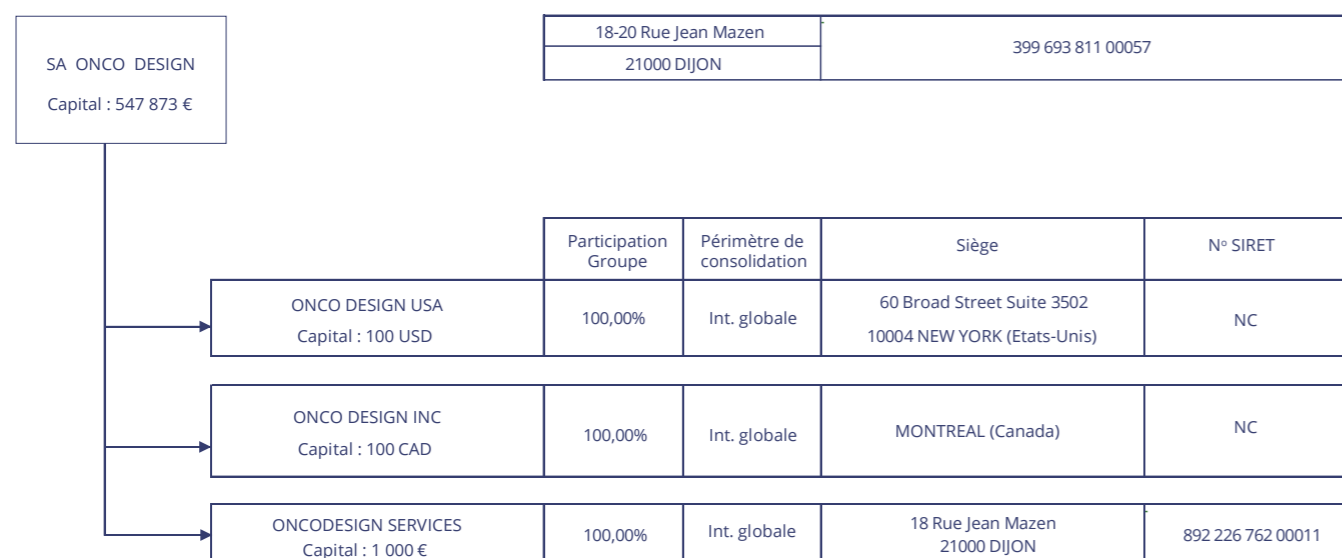 SA ONCO DESIGN
Capital : 547 873 €
18-20 Rue Jean Mazen
21000 DIJON
399 693 811 00057
Participation
Groupe
Périmètre de
consolidation
Siège
Nº SIRET
ONCO DESIGN USA
Capital : 100 USD
100,00%
Int. globale
60 Broad Street Suite 3502
10004 NEW YORK (Etats-Unis)
NC
ONCO DESIGN INC
Capital : 100 CAD
100,00%
Int. globale
MONTREAL (Canada)
NC
ONCODESIGN SERVICES
Capital : 1 000 €
100,00%
Int. globale
18 Rue Jean Mazen
21000 DIJON
892 226 762 00011